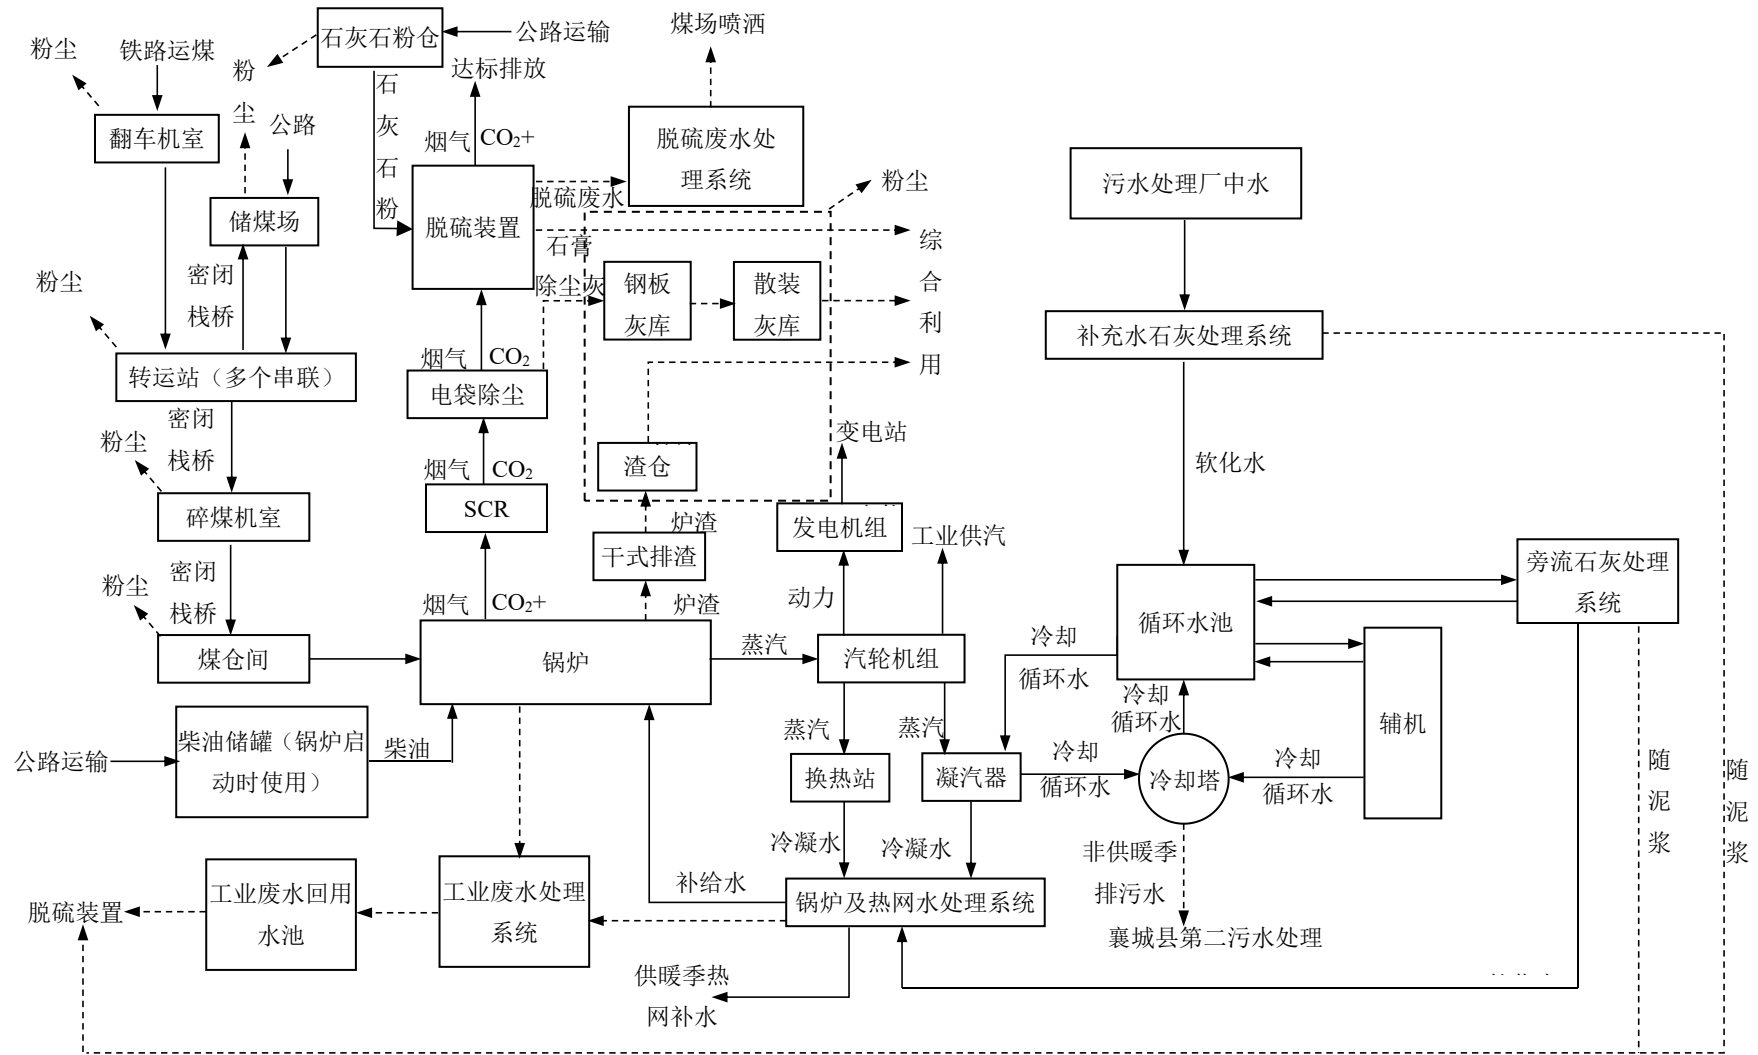 粉尘
铁路运煤
翻车机室
粉
尘
公路
储煤场
石灰石粉仓
公路运输
石
灰
石
粉
达标排放
烟气
CO₂+
脱硫装置
煤场喷洒
脱硫废水处
理系统
脱硫废水
石膏
除尘灰
钢板
灰库
散装
灰库
粉尘
综
合
利
用
污水处理厂中水
补充水石灰处理系统
软化水
粉尘
密闭
栈桥
转运站（多个串联）
密闭
栈桥
粉尘
碎煤机室
密闭
栈桥
粉尘
煤仓间
烟气
CO₂
电袋除尘
烟气
CO₂
SCR
烟气
CO₂+
渣仓
炉渣
干式排渣
炉渣
锅炉
变电站
发电机组
工业供汽
动力
蒸汽
汽轮机组
蒸汽
蒸汽
换热站
凝汽器
冷凝水
冷凝水
冷却
循环水
循环水池
旁流石灰处理
系统
冷却
循环水
冷却
循环水
冷却塔
冷却
循环水
辅机
随
泥
浆
随
泥
浆
公路运输
柴油储罐（锅炉启
动时使用）
柴油
非供暖季
排污水
襄城县第二污水处理
脱硫装置
工业废水回用
水池
工业废水处理
系统
补给水
锅炉及热网水处理系统
供暖季热
网补水